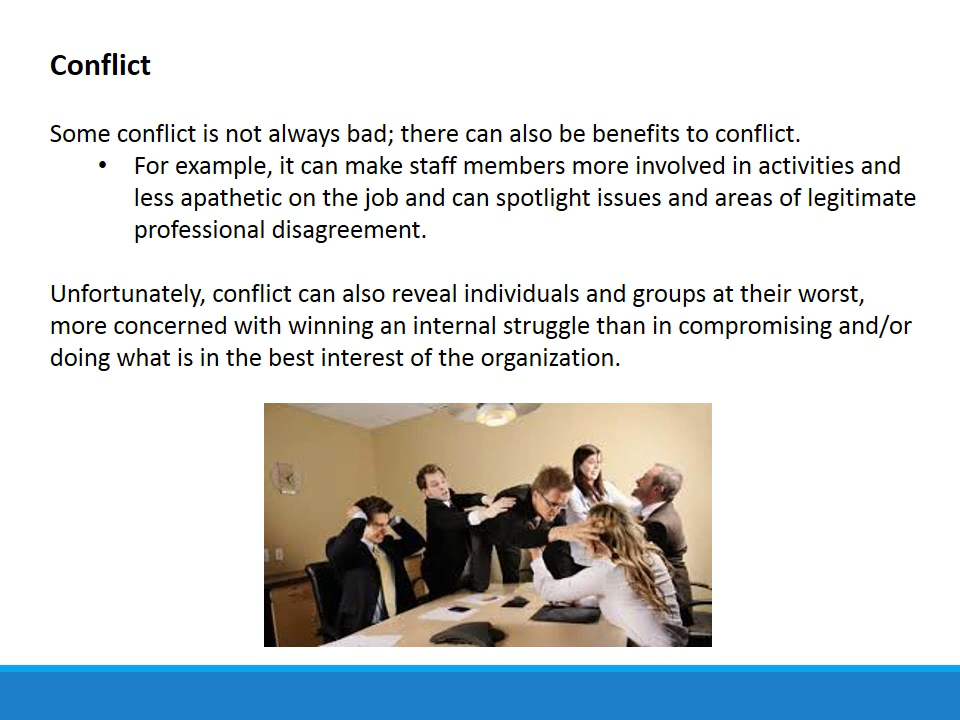 Conflict
Some conflict is not always bad; there can also be benefits to conflict.
• For example, it can make staff members more involved in activities and
less apathetic on the job and can spotlight issues and areas of legitimate
professional disagreement.
Unfortunately, conflict can also reveal individuals and groups at their worst,
more concerned with winning an internal struggle than in compromising and/or
doing what is in the best interest of the organization.